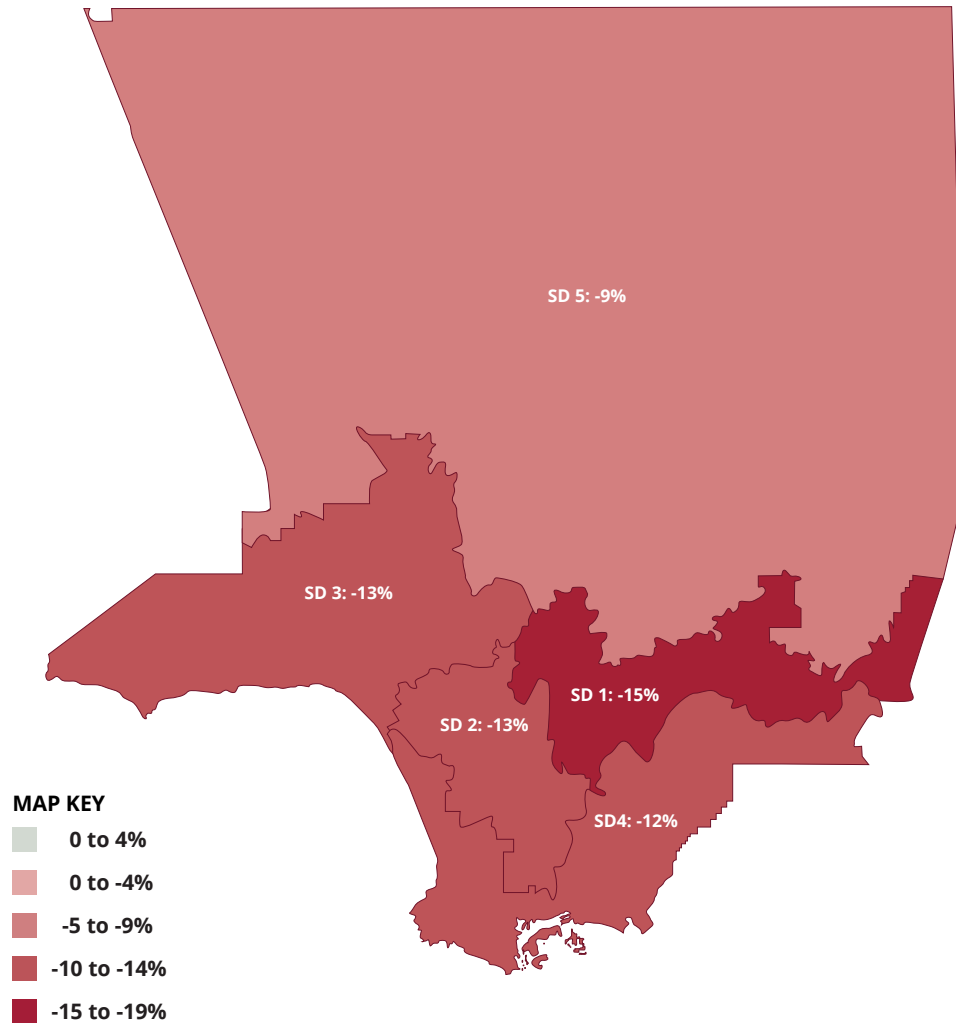 SD 5: -9%
SD 3: -13%
SD 1: -15%
SD 2: -13%
SD4: -12%
MAP KEY
0 to 4%
0 to -4%
-5 to -9%
-10 to -14%
-15 to -19%